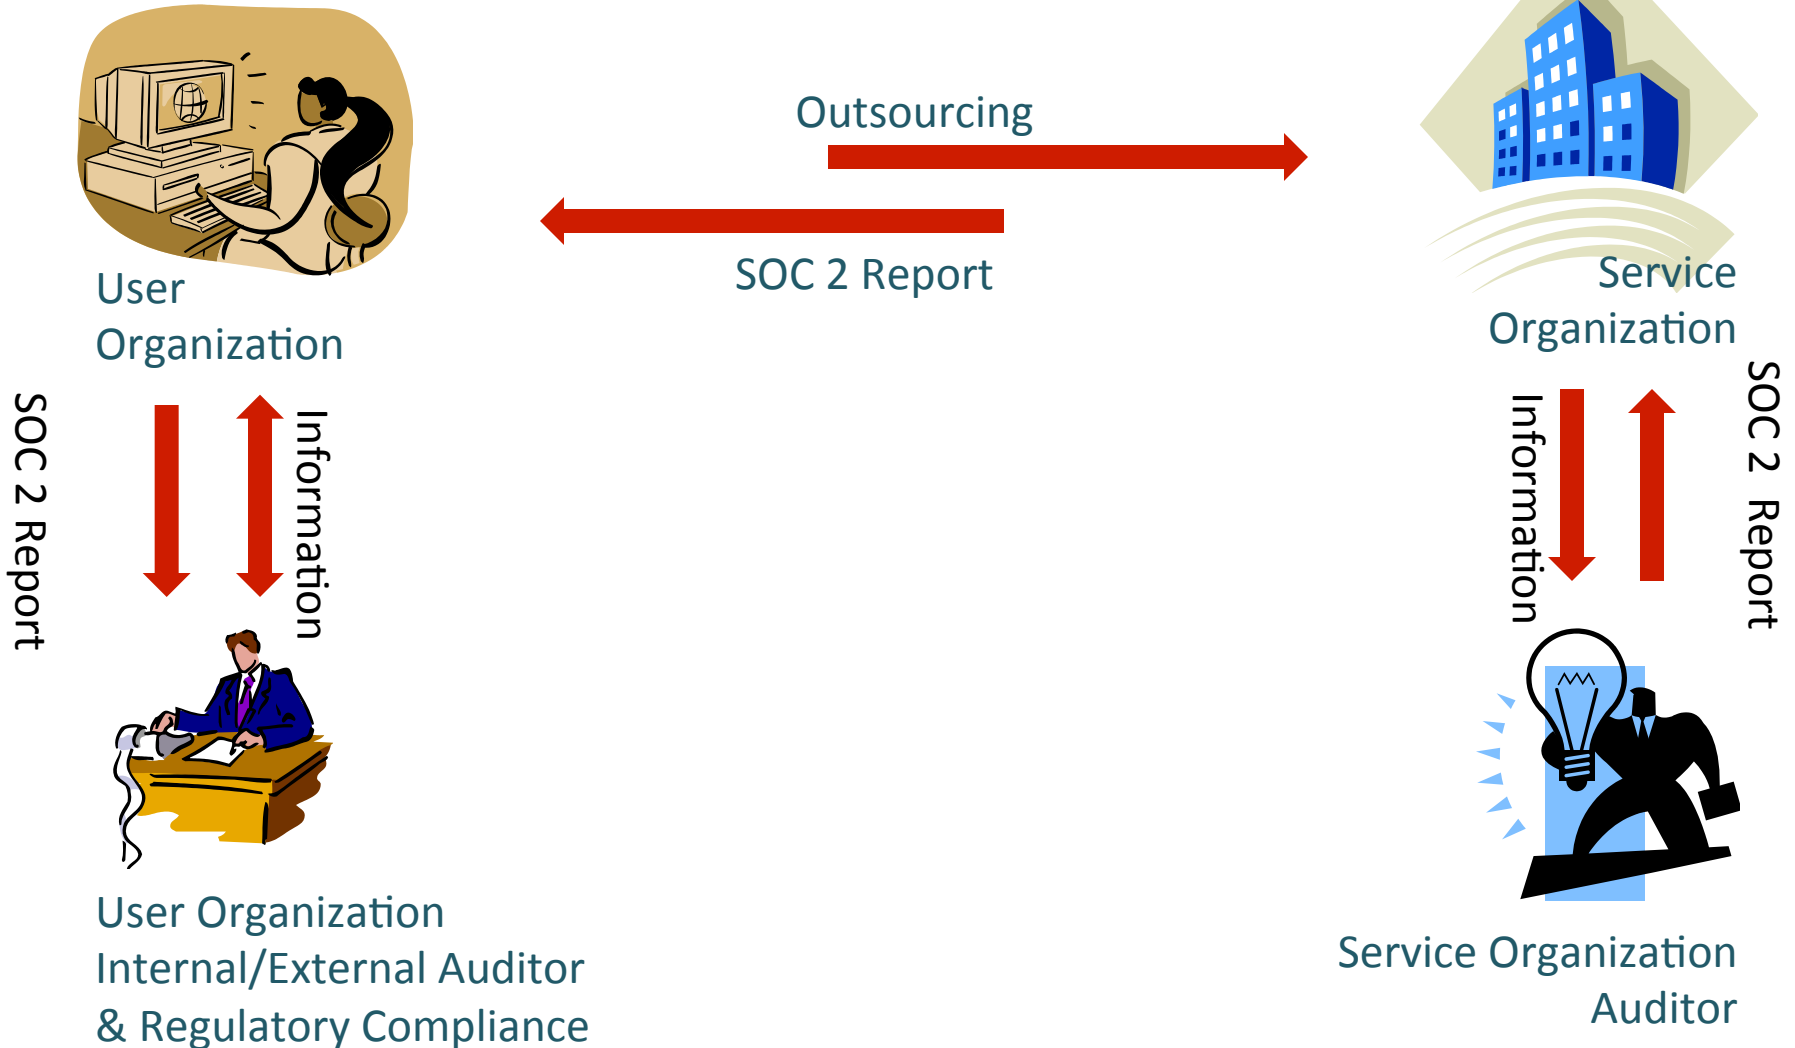 Outsourcing
SOC 2 Report
User
Organization
Service
Organization
SOC 2 Report
Information
Information
SOC 2 Report
User Organization
Internal/External Auditor
& Regulatory Compliance
Service Organization
Auditor